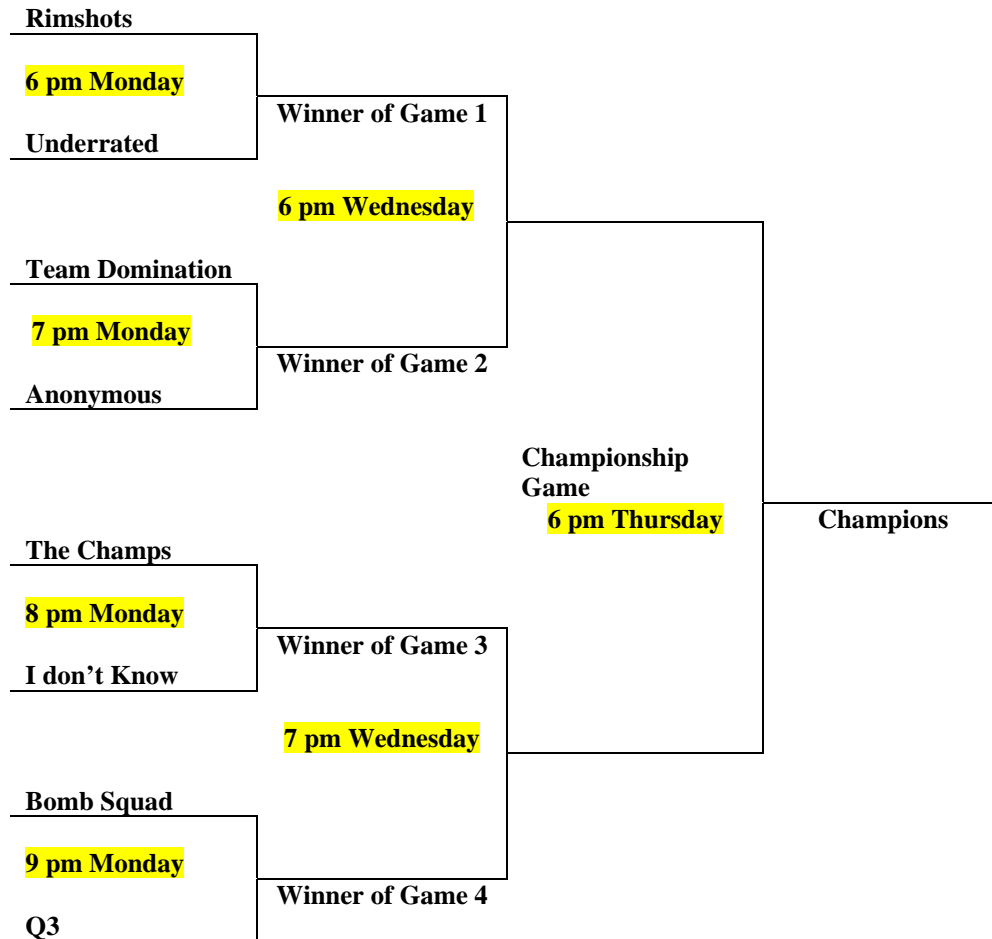 Rimshots
6 pm Monday
Winner of Game 1
Underrated
6 pm Wednesday
Team Domination
7 pm Monday
Winner of Game 2
Anonymous
Championship
Game
6 pm Thursday
Champions
The Champs
8 pm Monday
Winner of Game 3
I don’t Know
7 pm Wednesday
Bomb Squad
9 pm Monday
Winner of Game 4
Q3